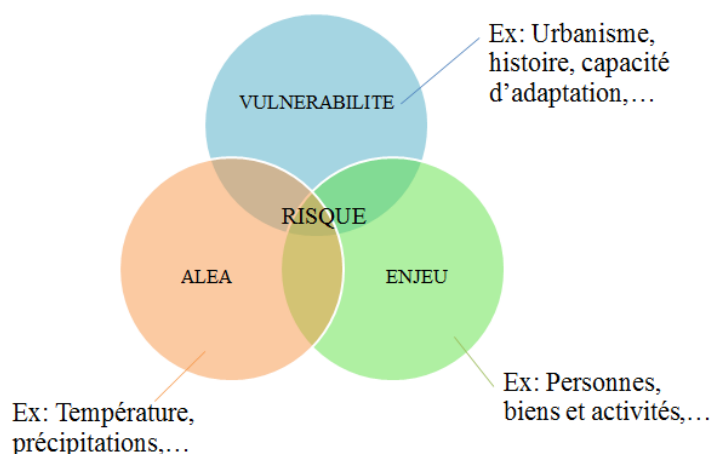 Ex: Urbanisme,
histoire, capacité
d’adaptation,…
VULNERABILITE
RISQUE
ALEA
ENJEU
Ex: Personnes,
biens et activités,…
Ex: Température,
précipitations,…